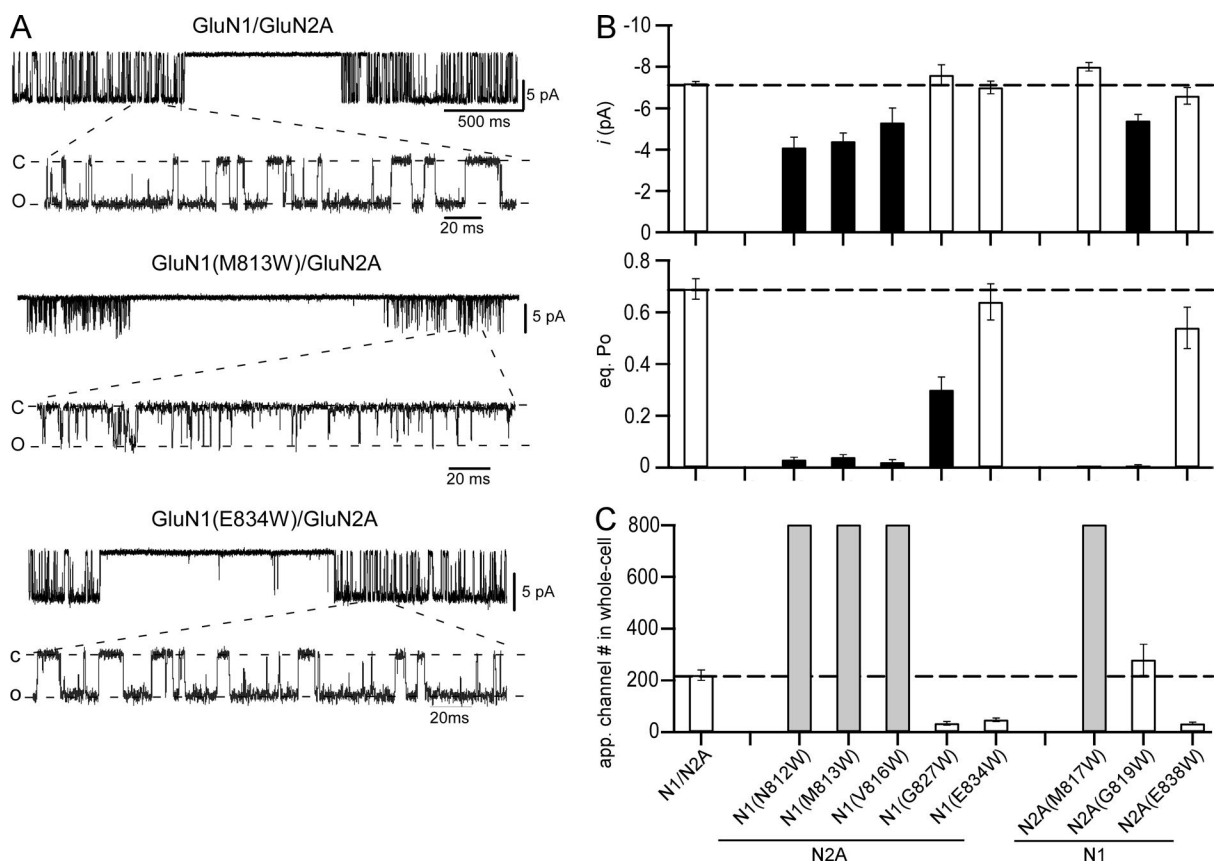 A
GluN1/GluN2A
5 pA
500 ms
C
O
20 ms
GluN1(M813W)/GluN2A
5 pA
C
O
20 ms
GluN1(E834W)/GluN2A
5 pA
C
O
20ms
B
-10
-8
-6
-4
-2
0
i (pA)
0.8
0.6
0.4
0.2
0
eq. Po
C
800
600
400
200
0
app. channel # in whole-cell
N1/N2A
N1(N812W)
N1(M813W)
N1(V816W)
N1(G827W)
N1(E834W)
N2A(M817W)
N2A(G819W)
N2A(E838W)
N2A
N1